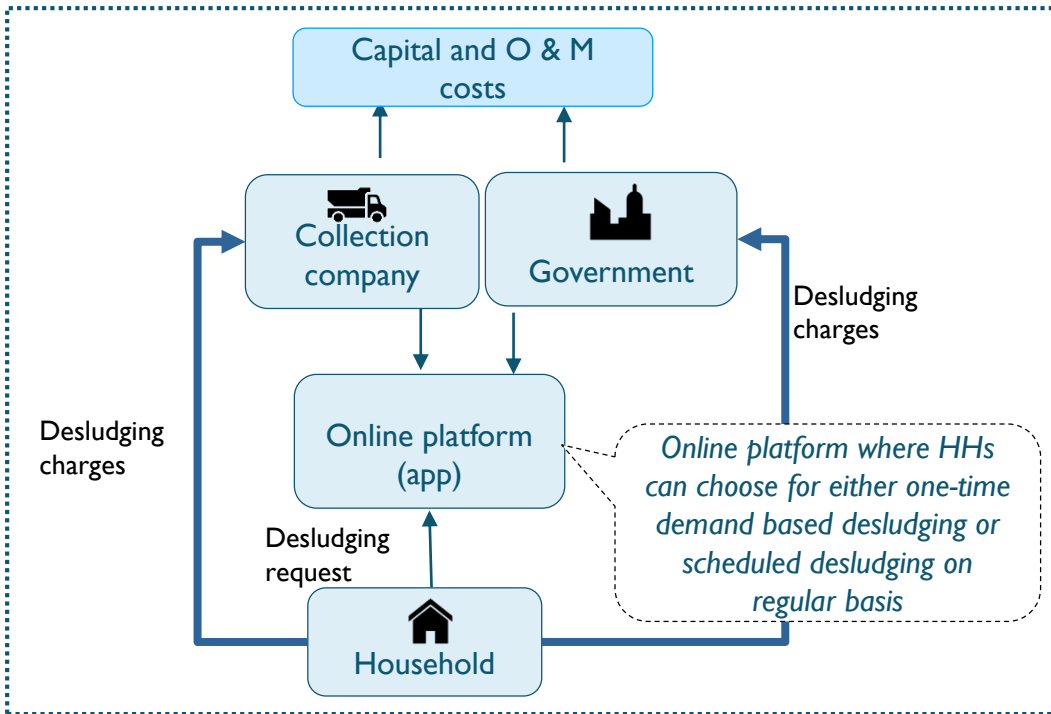 Capital and O & M
costs
Collection
company
Government
Desludging
charges
Desludging
charges
Online platform
(app)
Online platform where HHs
can choose for either one-time
demand based desludging or
scheduled desludging on
regular basis
Desludging
request
Household